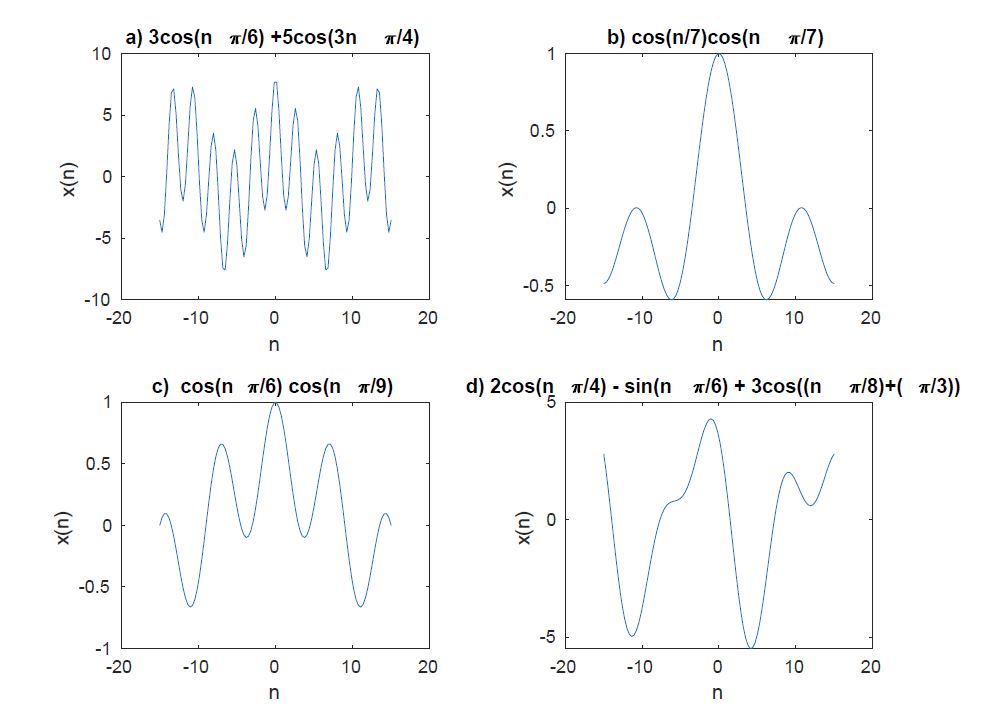 a) 3cos(n π/6) +5cos(3n π/4)
10
5
0
-5
-10
x(n)
-20 -10 0 10 20
n
b) cos(n/7)cos(n π/7)
1
0.5
0
-0.5
x(n)
-20 -10 0 10 20
n
c) cos(n π/6) cos(n π/9)
1
0.5
0
-0.5
-1
x(n)
-20 -10 0 10 20
n
d) 2cos(n π/4) - sin(n π/6) + 3cos((n π/8)+( π/3))
5
0
-5
x(n)
-20 -10 0 10 20
n